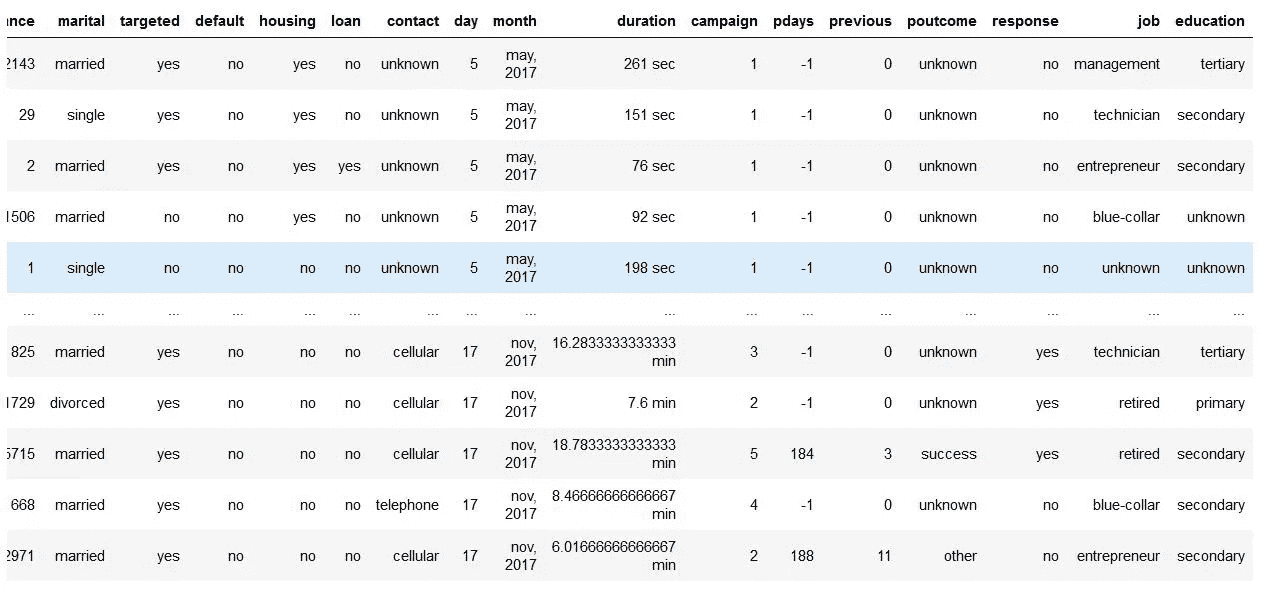 nce marital targeted default housing loan contact day month duration campaign pdays previous poutcome response job education
2143 married yes no yes no unknown 5 may, 2017 261 sec 1 -1 0 unknown no management tertiary
29 single yes no yes no unknown 5 may, 2017 151 sec 1 -1 0 unknown no technician secondary
2 married yes no yes yes unknown 5 may, 2017 76 sec 1 -1 0 unknown no entrepreneur secondary
1506 married no no yes no unknown 5 may, 2017 92 sec 1 -1 0 unknown no blue-collar unknown
1 single no no no no unknown 5 may, 2017 198 sec 1 -1 0 unknown no unknown unknown
... ... ... ... ... ... ... ... ... ... ... ... ... ... ... ... ...
825 married yes no no no cellular 17 nov, 2017 16.2833333333333 min 3 -1 0 unknown yes technician tertiary
1729 divorced yes no no no cellular 17 nov, 2017 7.6 min 2 -1 0 unknown yes retired primary
5715 married yes no no no cellular 17 nov, 2017 18.7833333333333 min 5 184 3 success yes retired secondary
668 married yes no no no telephone 17 nov, 2017 8.46666666666667 min 4 -1 0 unknown no blue-collar secondary
2971 married yes no no no cellular 17 nov, 2017 6.01666666666667 min 2 188 11 other no entrepreneur secondary